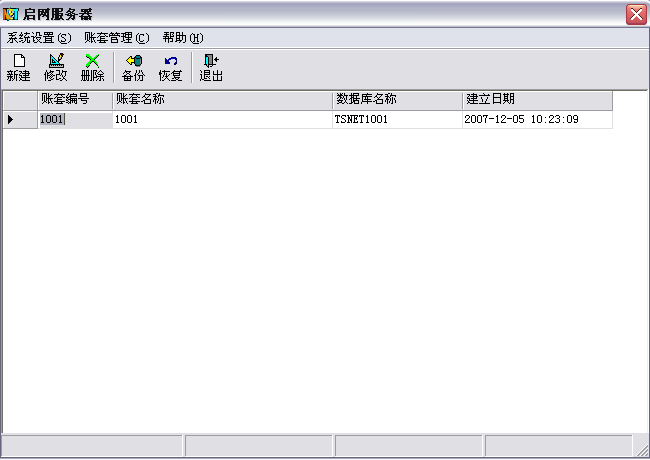 启网服务器
系统设置(S) 账套管理(C) 帮助(H)
新建 修改 删除 备份 恢复 退出
账套编号 账套名称 数据库名称 建立日期
1001 1001 TSNET1001 2007-12-05 10:23:09